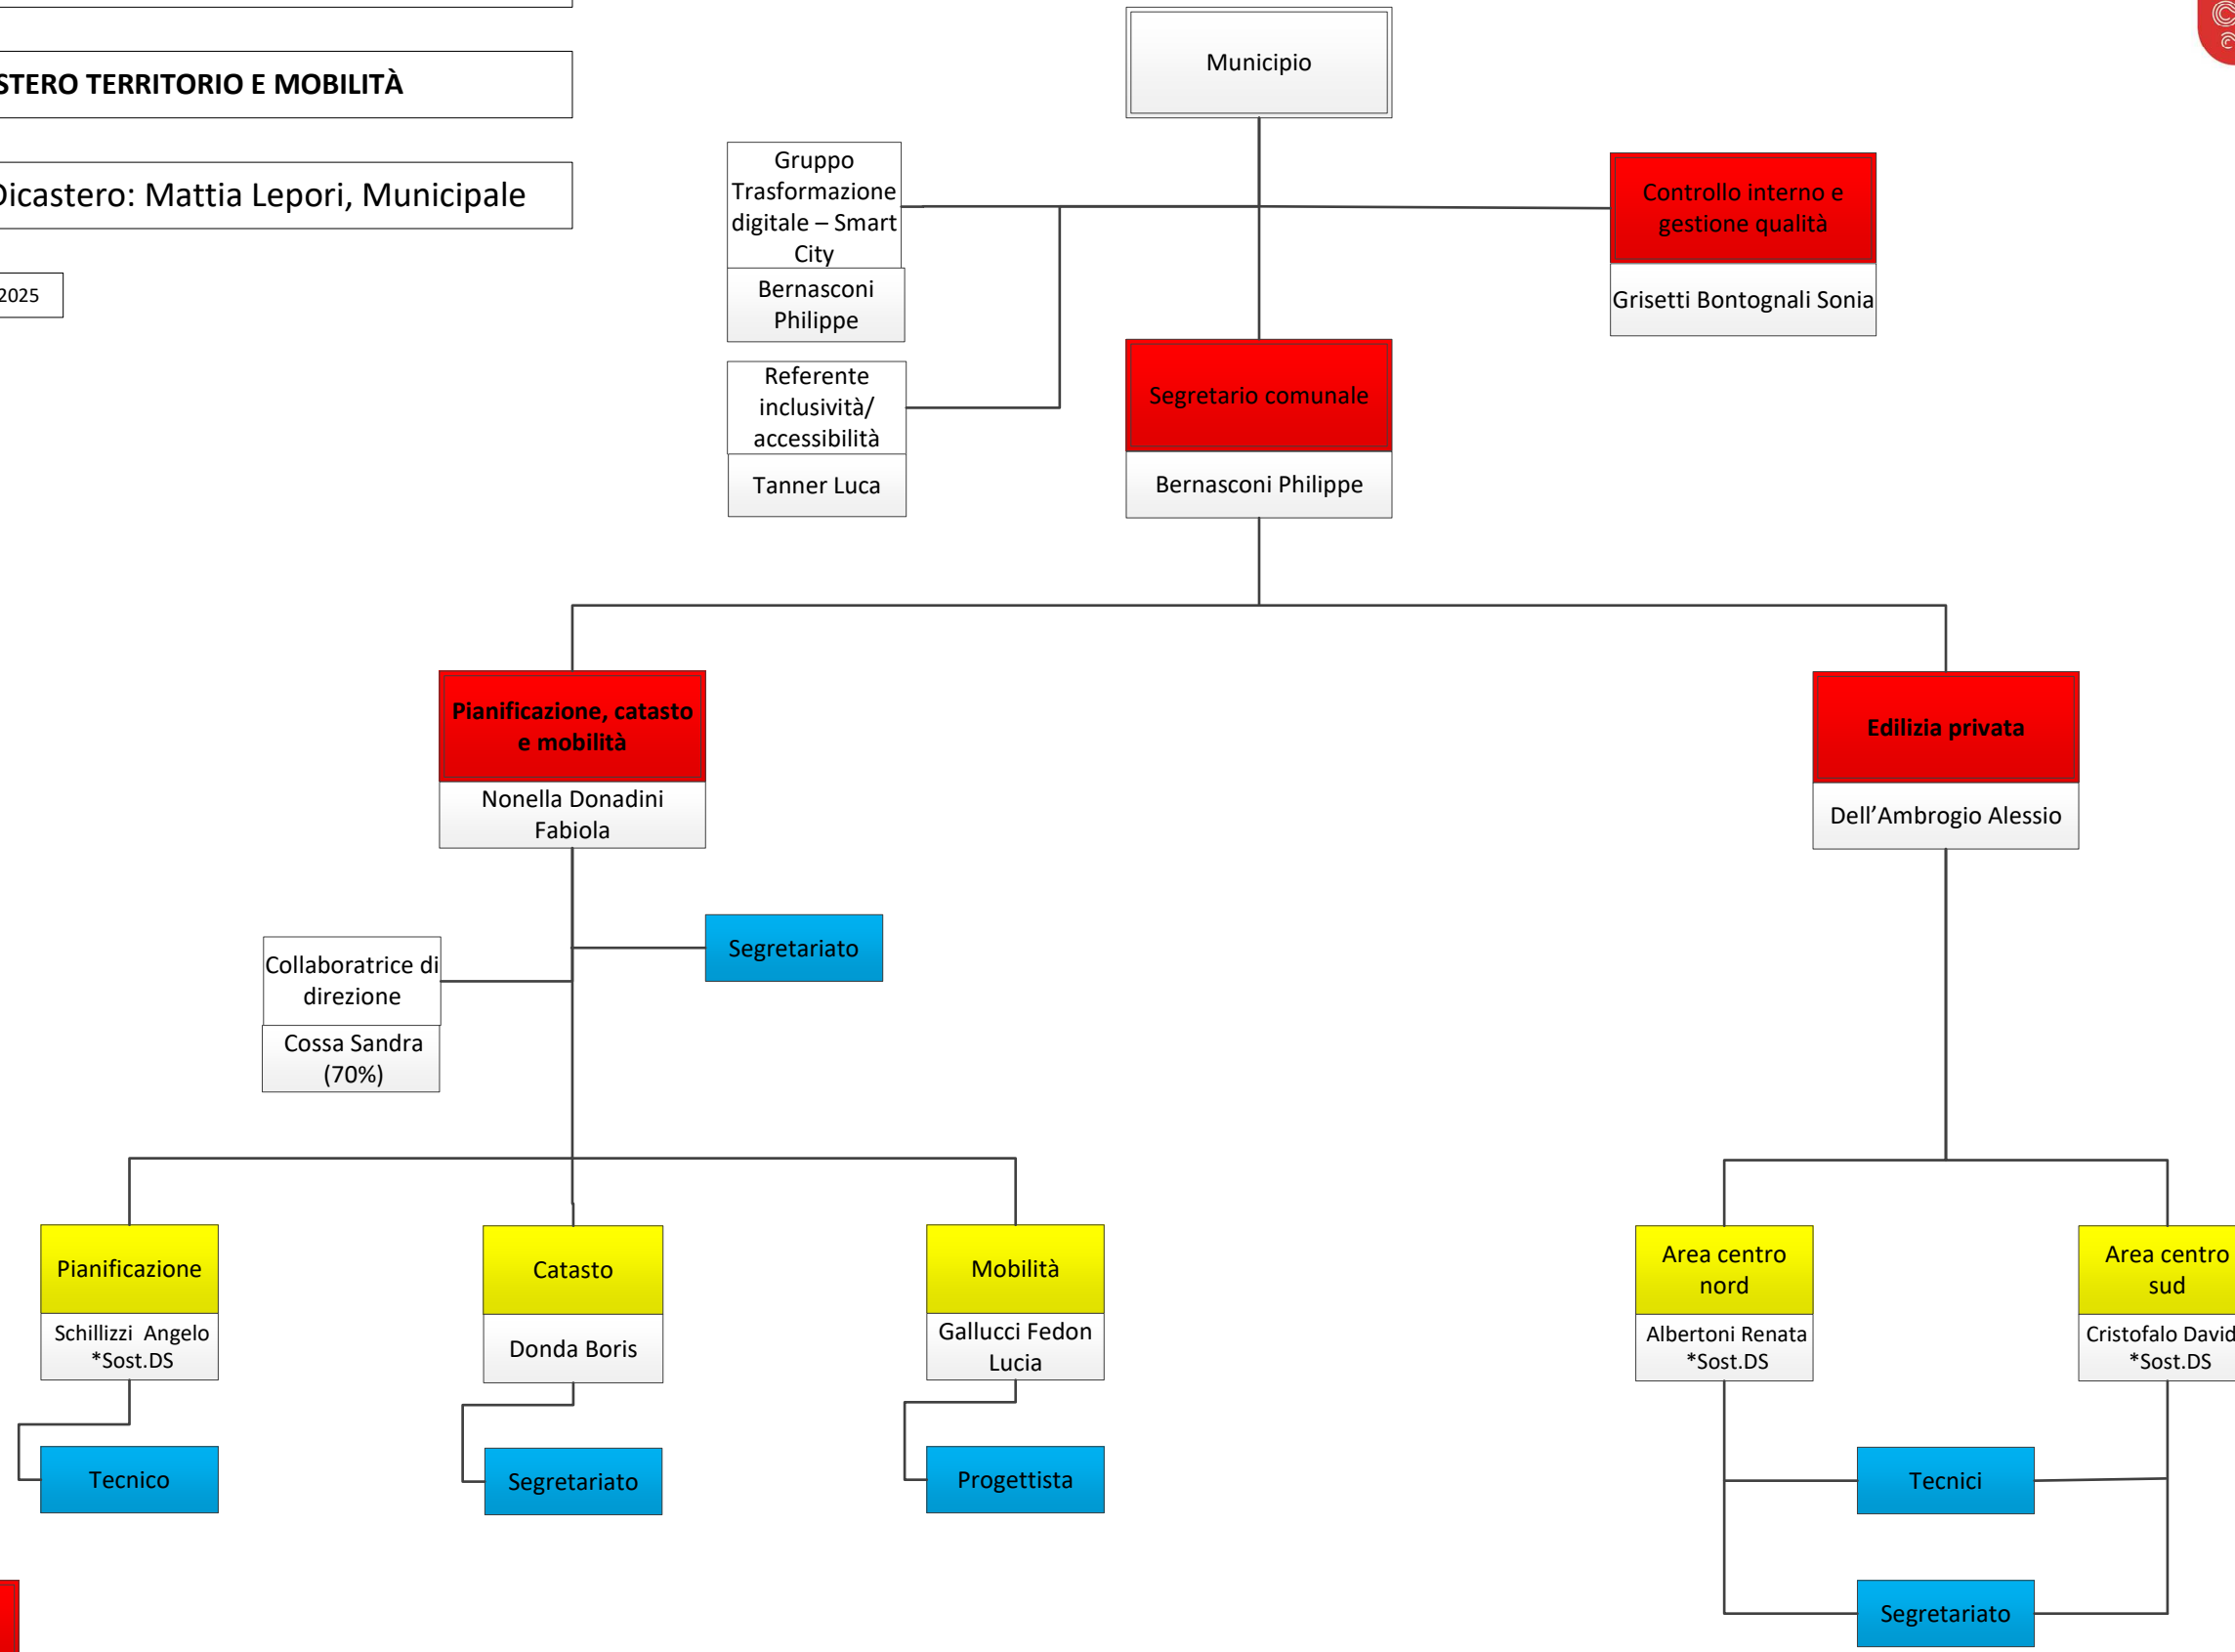 STERO TERRITORIO E MOBILITÀ
Dicastero: Mattia Lepori, Municipale
2025
Municipio
Gruppo
Trasformazione
digitale – Smart
City
Bernasconi
Philippe
Controllo interno e
gestione qualità
Grisetti Bontognali Sonia
Referente
inclusività/
accessibilità
Tanner Luca
Segretario comunale
Bernasconi Philippe
Pianificazione, catasto
e mobilità
Nonella Donadini
Fabiola
Edilizia privata
Dell’Ambrogio Alessio
Segretariato
Collaboratrice di
direzione
Cossa Sandra
(70%)
Pianificazione
Schillizzi Angelo
*Sost.DS
Catasto
Donda Boris
Mobilità
Gallucci Fedon
Lucia
Area centro
nord
Albertoni Renata
*Sost.DS
Area centro
sud
Cristofalo David
*Sost.DS
Tecnico
Segretariato
Progettista
Tecnici
Segretariato